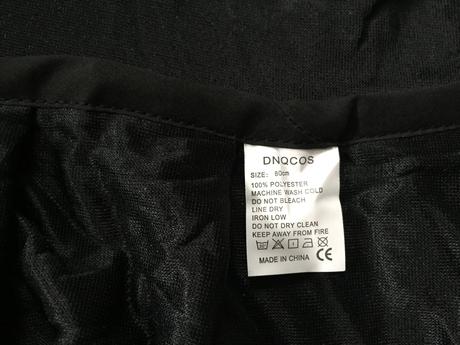 DNQCOS
SIZE: 80cm
100% POLYESTER
MACHINE WASH COLD
DO NOT BLEACH
LINE DRY
IRON LOW
DO NOT DRY CLEAN
KEEP AWAY FROM FIRE
MADE IN CHINA CE